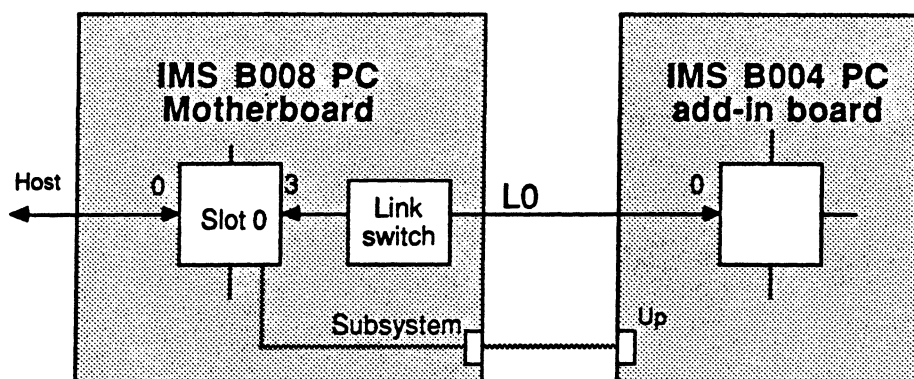 IMS B008 PC
Motherboard
IMS B004 PC
add-in board
Host
0
3
Slot 0
Link
switch
L0
0
Subsystem
Up